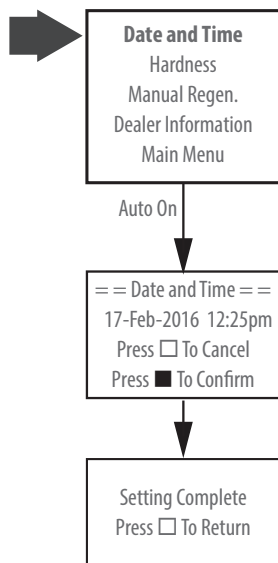 Date and Time
Hardness
Manual Regen.
Dealer Information
Main Menu
Auto On
= = Date and Time = =
17-Feb-2016 12:25pm
Press □ To Cancel
Press ■ To Confirm
Setting Complete
Press □ To Return